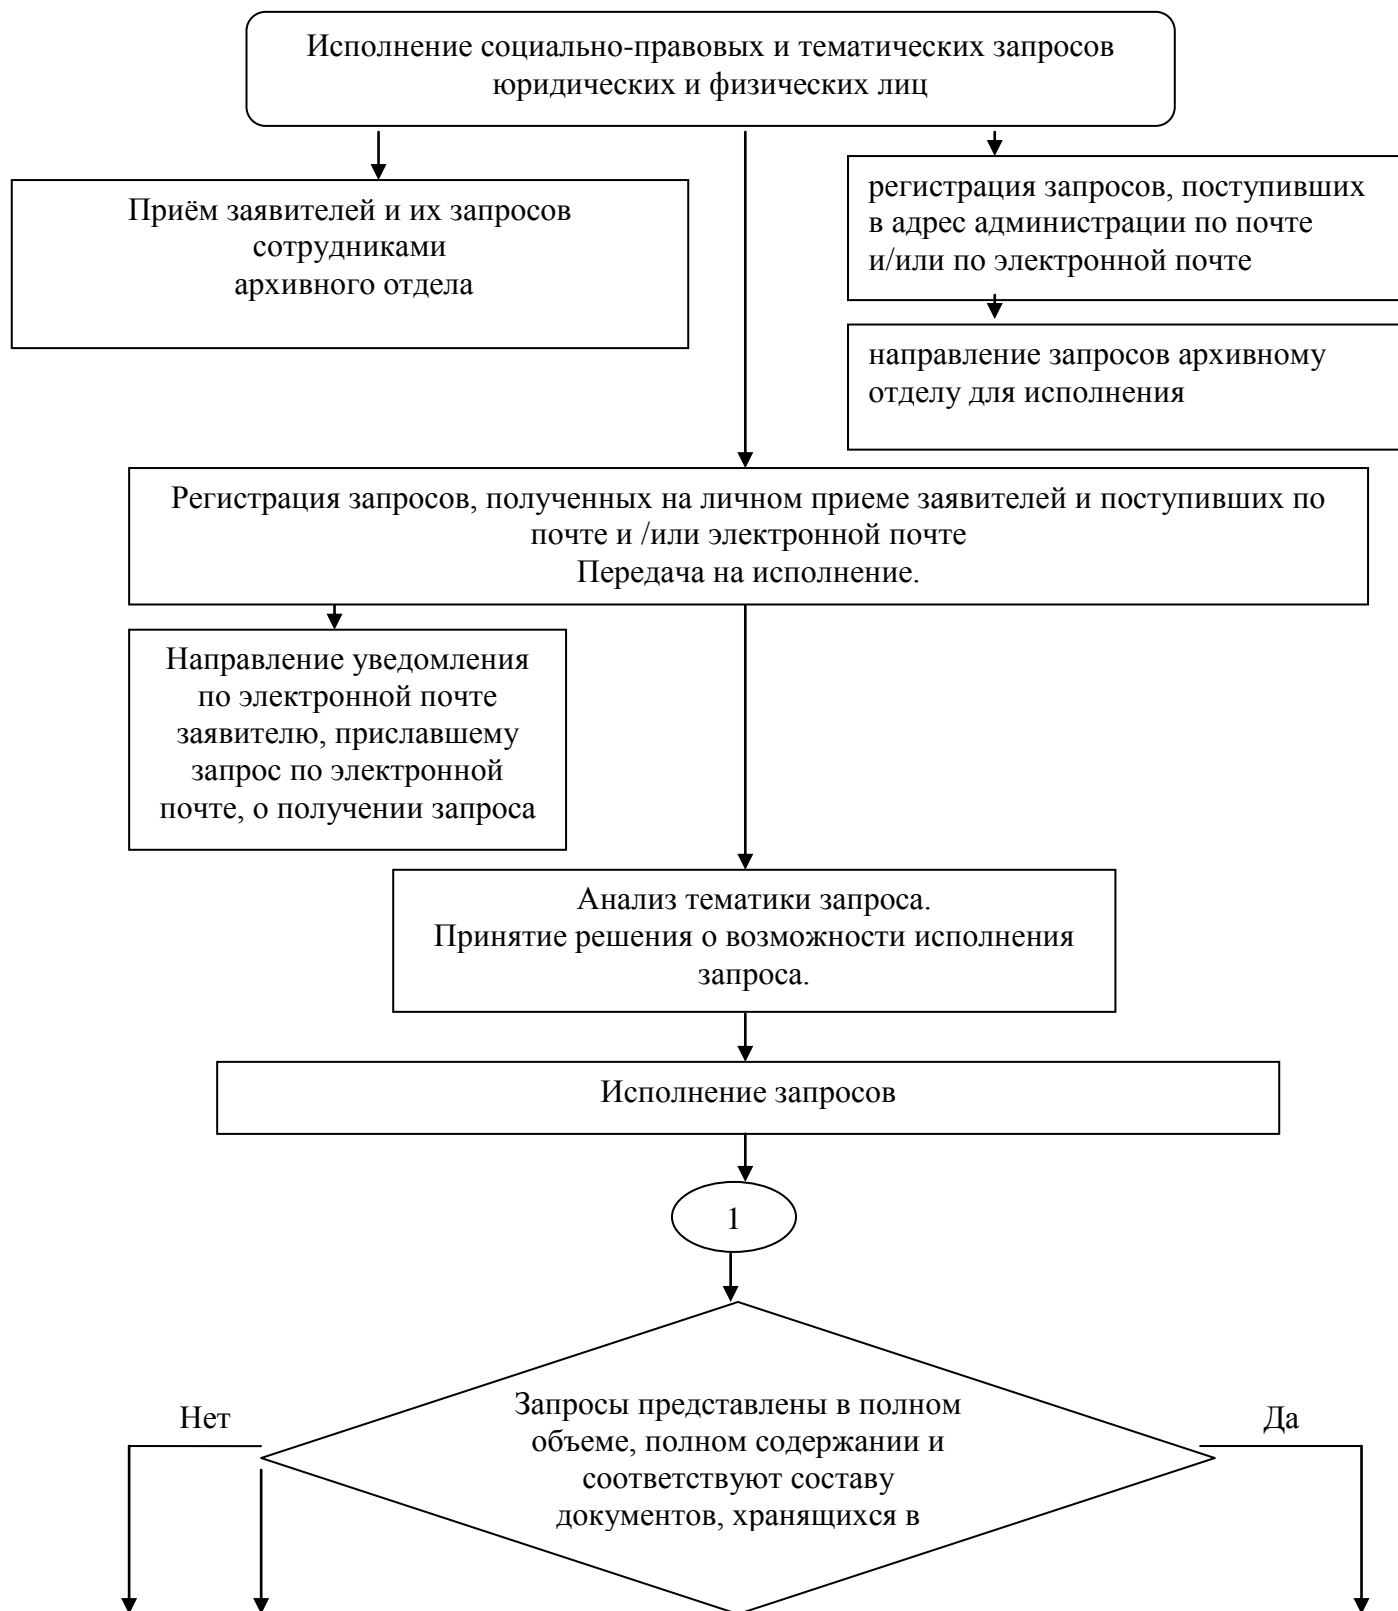 Исполнение социально-правовых и тематических запросов
юридических и физических лиц
Приём заявителей и их запросов
сотрудниками
архивного отдела
регистрация запросов, поступивших
в адрес администрации по почте
и/или по электронной почте
направление запросов архивному
отделу для исполнения
Регистрация запросов, полученных на личном приеме заявителей и поступивших по
почте и /или электронной почте
Передача на исполнение.
Направление уведомления
по электронной почте
заявителю, приславшему
запрос по электронной
почте, о получении запроса
Анализ тематики запроса.
Принятие решения о возможности исполнения
запроса.
Исполнение запросов
1
Нет
Запросы представлены в полном
объеме, полном содержании и
соответствуют составу
документов, хранящихся в
Да